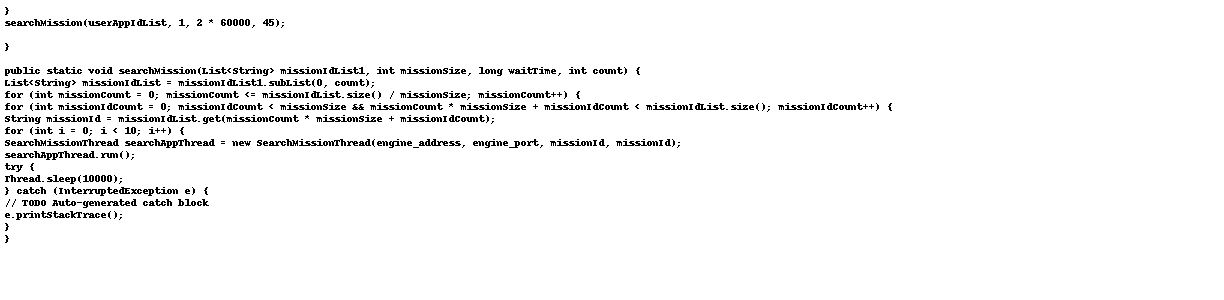 }
searchMission(userAppIdList, 1, 2 * 60000, 45);
}
public static void searchMission(List<String> missionIdList1, int missionSize, long waitTime, int count) {
List<String> missionIdList = missionIdList1.subList(0, count);
for (int missionCount = 0; missionCount <= missionIdList.size() / missionSize; missionCount++) {
for (int missionIdCount = 0; missionIdCount < missionSize && missionCount * missionSize + missionIdCount < missionIdList.size(); missionIdCount++) {
String missionId = missionIdList.get(missionCount * missionSize + missionIdCount);
for (int i = 0; i < 10; i++) {
SearchMissionThread searchAppThread = new SearchMissionThread(engine_address, engine_port, missionId, missionId);
searchAppThread.run();
try {
Thread.sleep(10000);
} catch (InterruptedException e) {
// TODO Auto-generated catch block
e.printStackTrace();
}
}